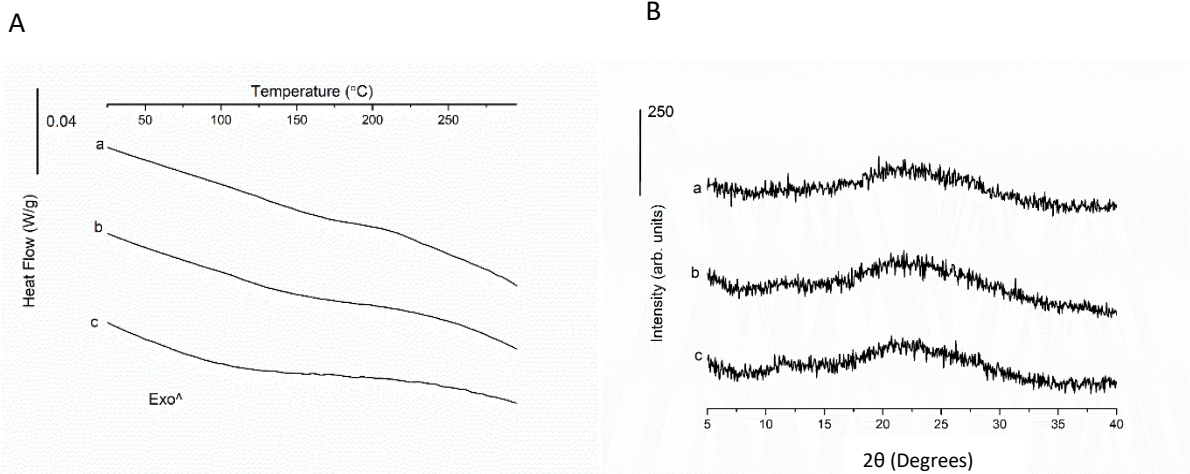 A
B
Temperature (°C)
50 100 150 200 250
0.04
a
b
c
Heat Flow (W/g)
Exo^
250
a
b
c
Intensity (arb. units)
5 10 15 20 25 30 35 40
2θ (Degrees)